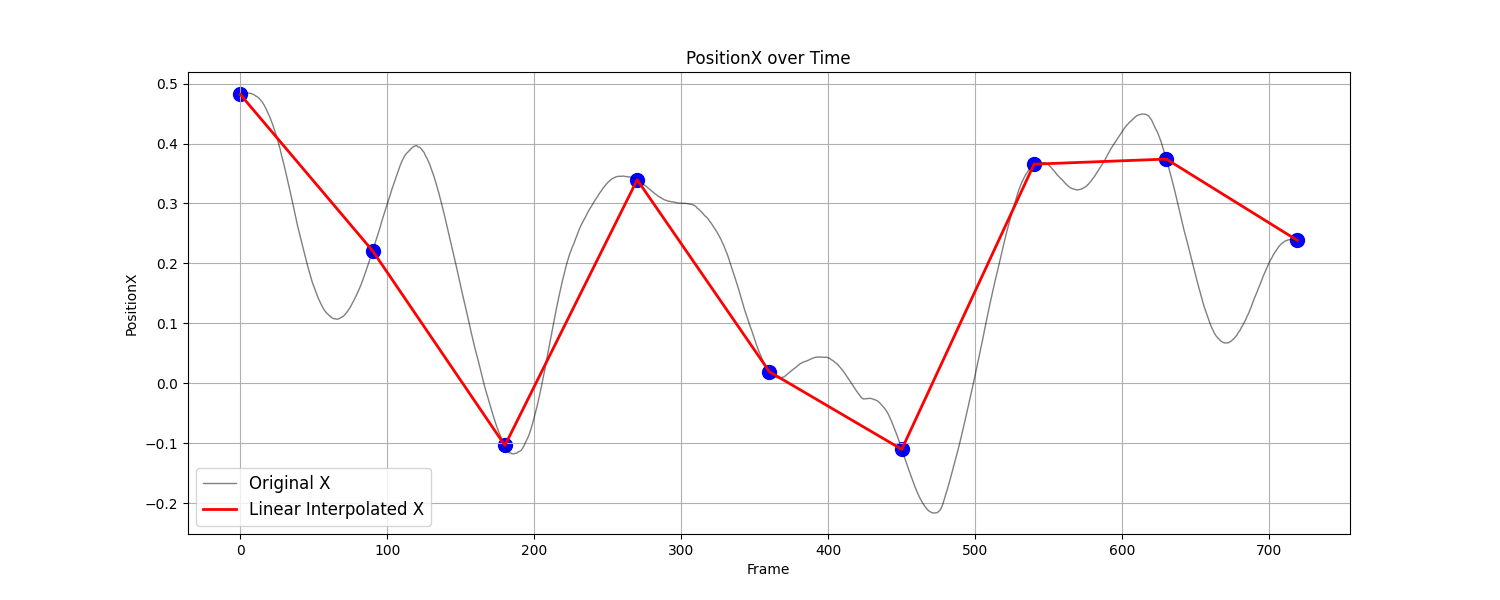 PositionX over Time
0.5
0.4
0.3
0.2
0.1
0.0
−0.1
−0.2
PositionX
Original X
Linear Interpolated X
0 100 200 300 400 500 600 700
Frame